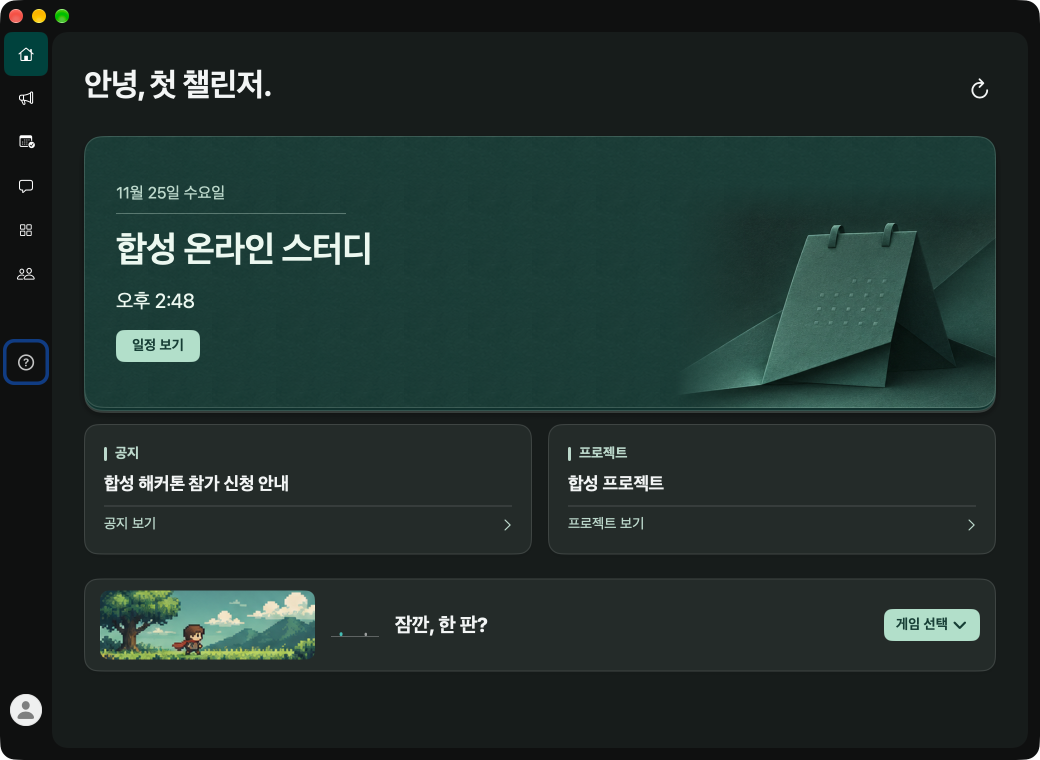 안녕, 첫 챌린저.
11월 25일 수요일
합성 온라인 스터디
오후 2:48
일정 보기
공지
합성 해커톤 참가 신청 안내
공지 보기
프로젝트
합성 프로젝트
프로젝트 보기
잠깐, 한 판?
게임 선택